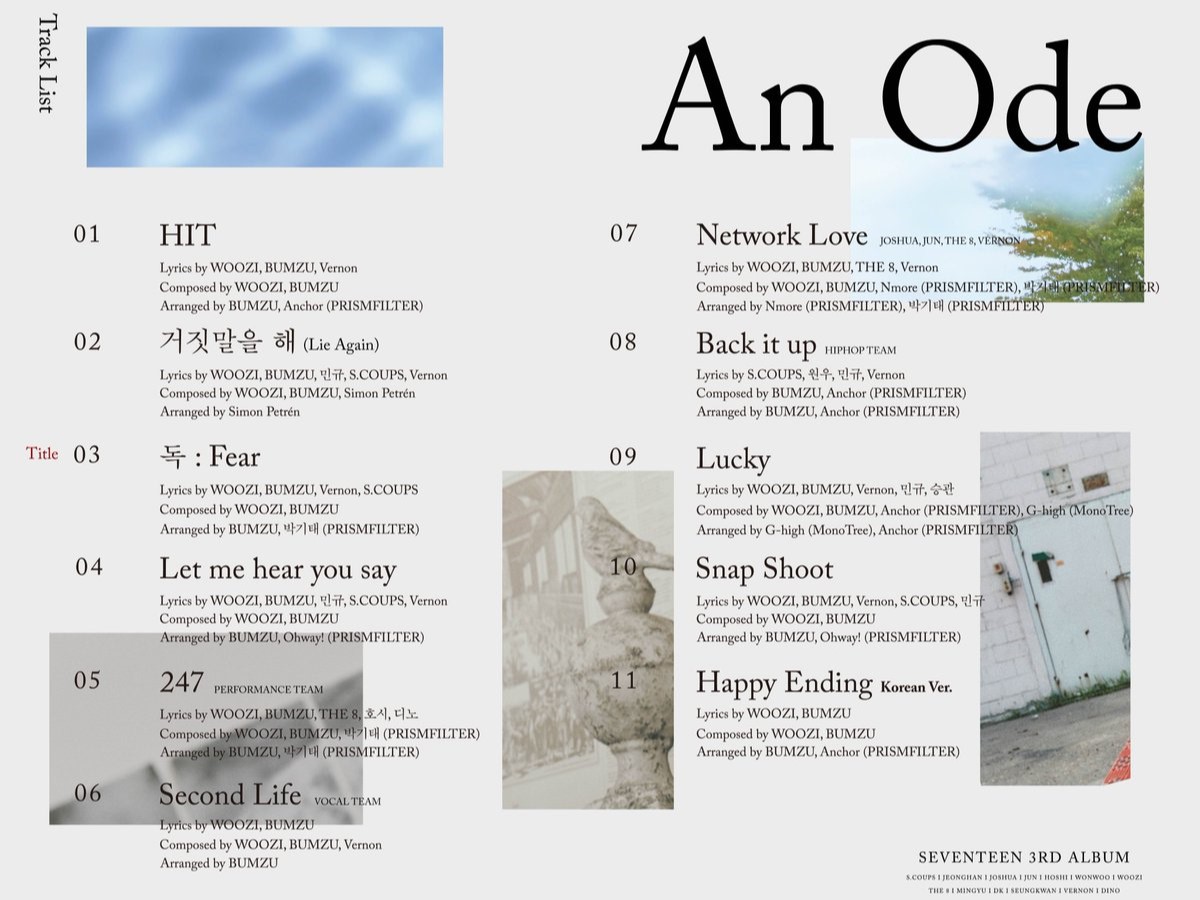 Track List
An Ode
01 HIT
Lyrics by WOOZI, BUMZU, Vernon
Composed by WOOZI, BUMZU
Arranged by BUMZU, Anchor (PRISMFILTER)
02 거짓말을 해 (Lie Again)
Lyrics by WOOZI, BUMZU, 민규, S.COUPS, Vernon
Composed by WOOZI, BUMZU, Simon Petrén
Arranged by Simon Petrén
Title 03 독 : Fear
Lyrics by WOOZI, BUMZU, Vernon, S.COUPS
Composed by WOOZI, BUMZU
Arranged by BUMZU, 박기태 (PRISMFILTER)
04 Let me hear you say
Lyrics by WOOZI, BUMZU, 민규, S.COUPS, Vernon
Composed by WOOZI, BUMZU
Arranged by BUMZU, Ohway! (PRISMFILTER)
05 247 PERFORMANCE TEAM
Lyrics by WOOZI, BUMZU, THE 8, 호시, 디노
Composed by WOOZI, BUMZU, 박기태 (PRISMFILTER)
Arranged by BUMZU, 박기태 (PRISMFILTER)
06 Second Life VOCAL TEAM
Lyrics by WOOZI, BUMZU
Composed by WOOZI, BUMZU, Vernon
Arranged by BUMZU
07 Network Love JOSHUA, JUN, THE 8, VERNON
Lyrics by WOOZI, BUMZU, THE 8, Vernon
Composed by WOOZI, BUMZU, Nmore (PRISMFILTER), 박기태 (PRISMFILTER)
Arranged by Nmore (PRISMFILTER), 박기태 (PRISMFILTER)
08 Back it up HIPHOP TEAM
Lyrics by S.COUPS, 원우, 민규, Vernon
Composed by BUMZU, Anchor (PRISMFILTER)
Arranged by BUMZU, Anchor (PRISMFILTER)
09 Lucky
Lyrics by WOOZI, BUMZU, Vernon, 민규, 승관
Composed by WOOZI, BUMZU, Anchor (PRISMFILTER), G-high (MonoTree)
Arranged by G-high (MonoTree), Anchor (PRISMFILTER)
10 Snap Shoot
Lyrics by WOOZI, BUMZU, Vernon, S.COUPS, 민규
Composed by WOOZI, BUMZU
Arranged by BUMZU, Ohway! (PRISMFILTER)
11 Happy Ending Korean Ver.
Lyrics by WOOZI, BUMZU
Composed by WOOZI, BUMZU
Arranged by BUMZU, Anchor (PRISMFILTER)
SEVENTEEN 3RD ALBUM
S.COUPS I JEONGHAN I JOSHUA I JUN I HOSHI I WONWOO I WOOZI
THE 8 I MINGYU I DK I SEUNGKWAN I VERNON I DINO